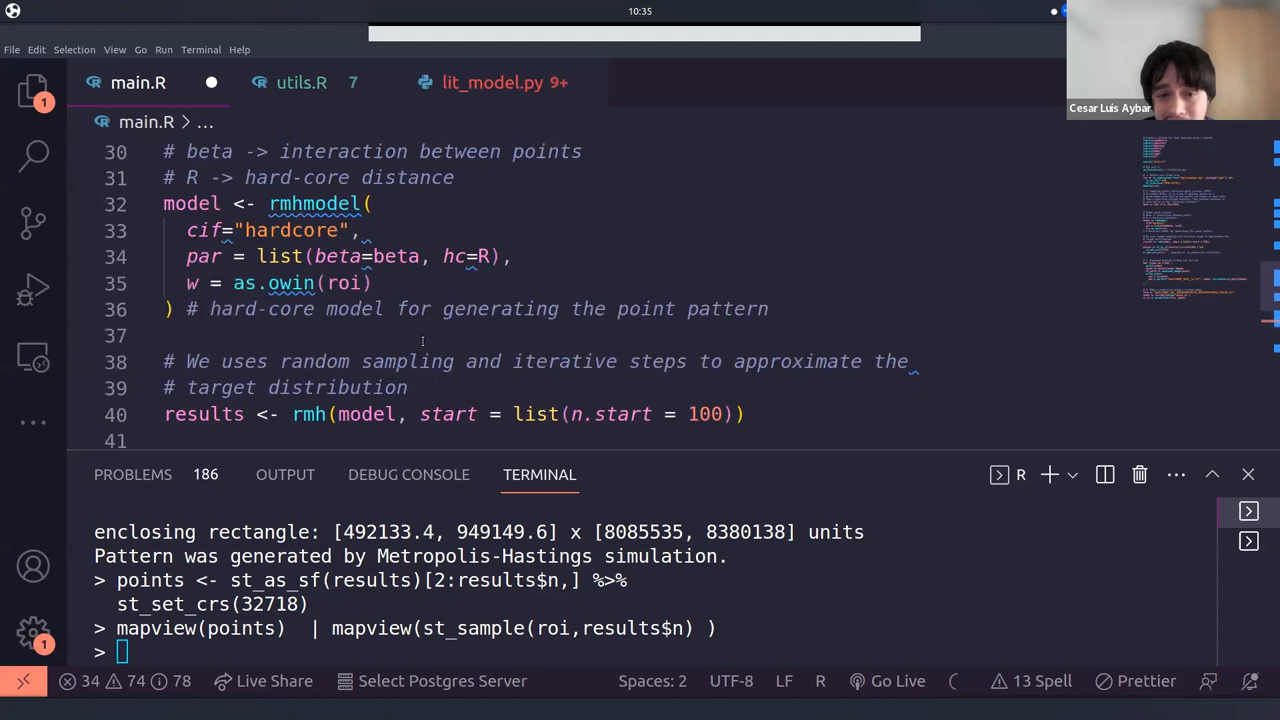 10:35
File Edit Selection View Go Run Terminal Help
main.R utils.R 7 lit_model.py 9+
main.R > ...
Cesar Luis Aybar
30 # beta -> interaction between points
31 # R -> hard-core distance
32 model <- rmhmodel(
33 cif="hardcore",
34 par = list(beta=beta, hc=R),
35 w = as.owin(roi)
36 ) # hard-core model for generating the point pattern
37
38 # We uses random sampling and iterative steps to approximate the
39 # target distribution
40 results <- rmh(model, start = list(n.start = 100))
41
1
PROBLEMS 186 OUTPUT DEBUG CONSOLE TERMINAL R
enclosing rectangle: [492133.4, 949149.6] x [8085535, 8380138] units
Pattern was generated by Metropolis-Hastings simulation.
> points <- st_as_sf(results)[2:results$n,] %>%
st_set_crs(32718)
> mapview(points) | mapview(st_sample(roi,results$n) )
>
1
34 74 78 Live Share Select Postgres Server Spaces: 2 UTF-8 LF R Go Live 13 Spell Prettier